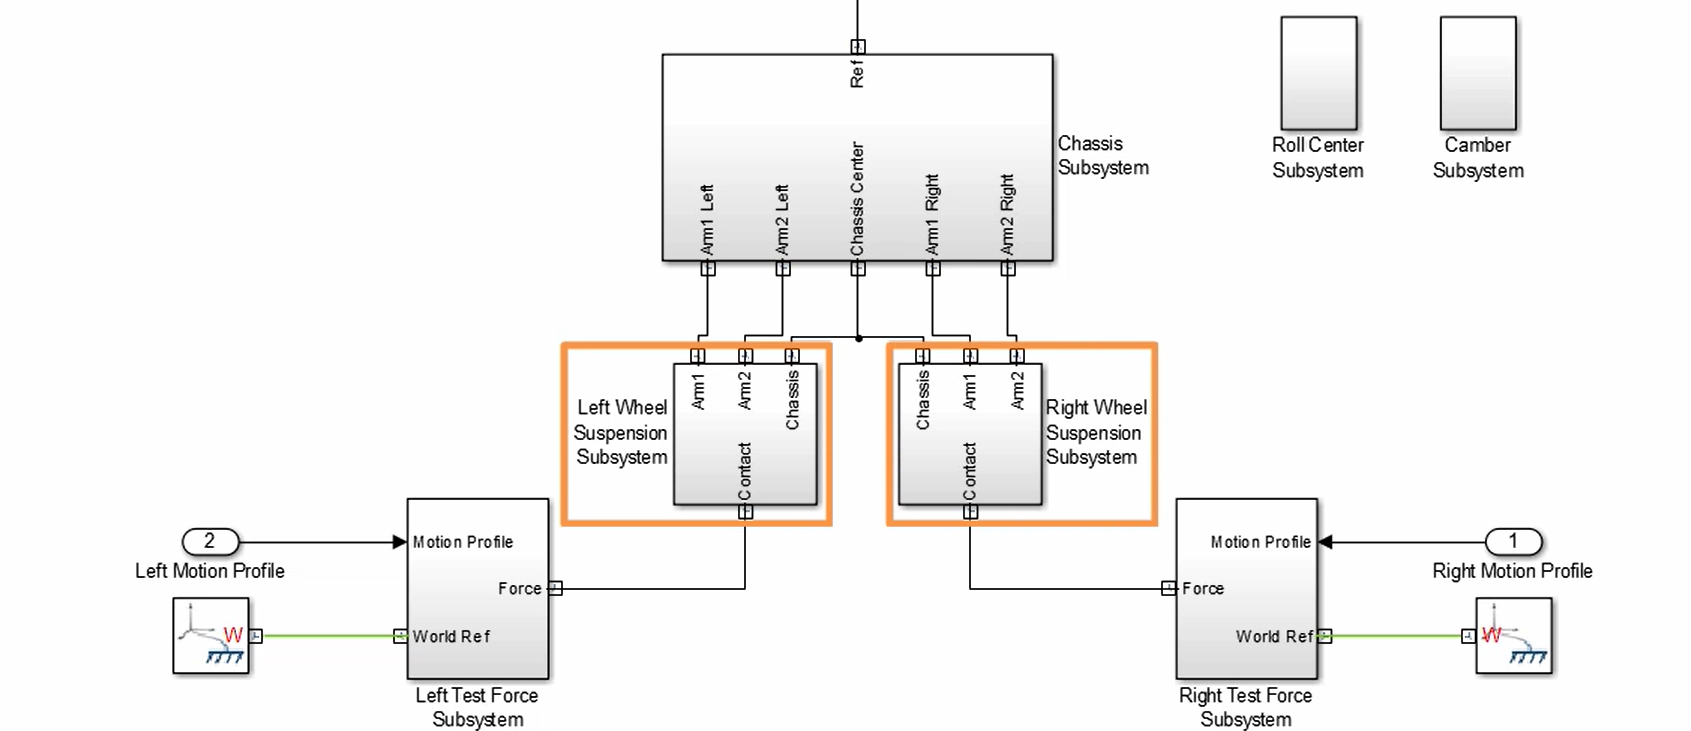 Ref
Chassis
Subsystem
Arm1 Left
Arm2 Left
Chassis Center
Arm1 Right
Arm2 Right
Roll Center
Subsystem
Camber
Subsystem
Left Wheel
Suspension
Subsystem
Arm1
Arm2
Chassis
Contact
Chassis
Arm1
Arm2
Contact
Right Wheel
Suspension
Subsystem
2
Left Motion Profile
Motion Profile
Force
World Ref
W
Left Test Force
Subsystem
Motion Profile
Force
World Ref
Right Test Force
Subsystem
1
Right Motion Profile
W